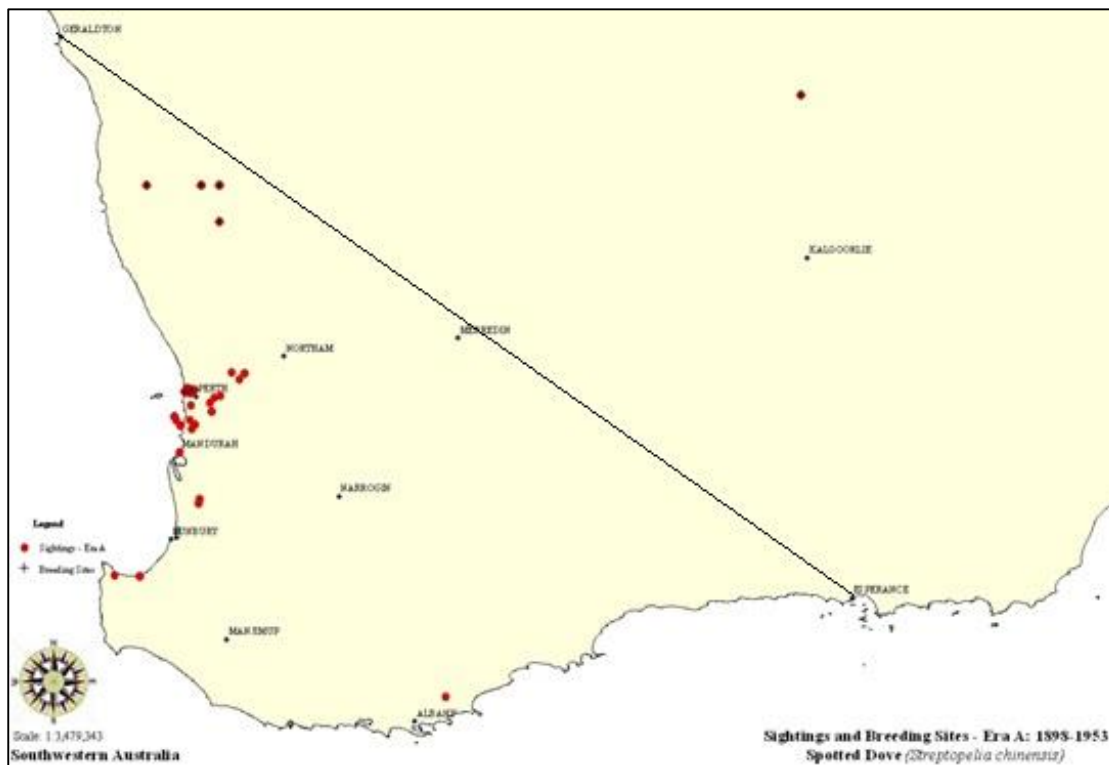 GERALDTON
KALGOORLIE
MERREDIN
NORTHAM
PERTH
MANDURAH
NARROGIN
Legend
BUNBURY
Sightings - Era A
Breeding Sites
ESPERANCE
MANJIMUP
ALBANY
Scale: 1:3,479,343
Southwestern Australia
Sightings and Breeding Sites - Era A: 1898-1953
Spotted Dove (Streptopelia chinensis)